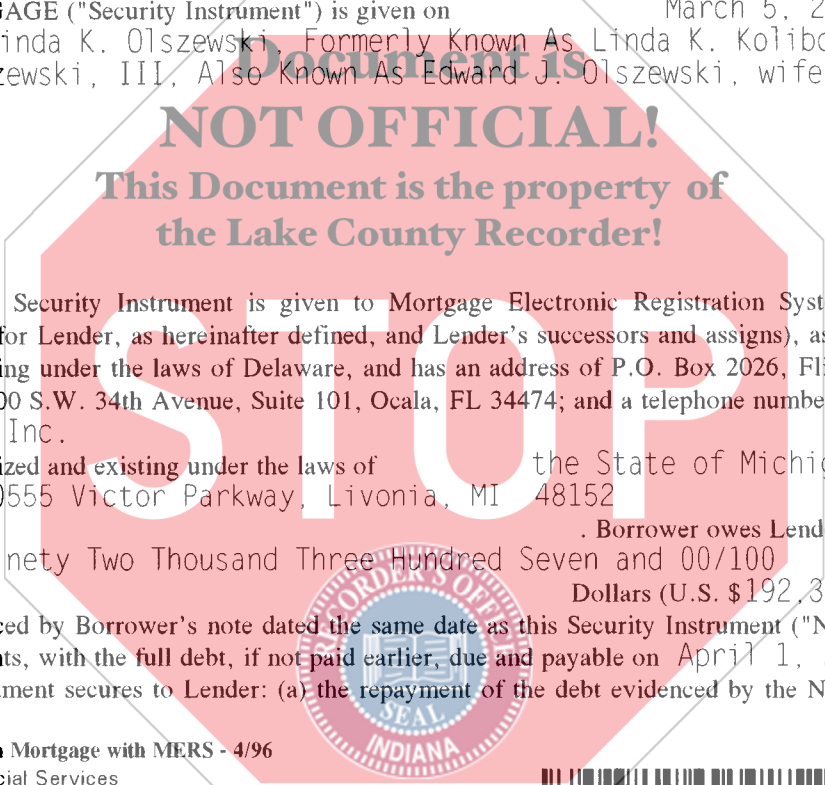 GAGE ("Security Instrument") is given on March 5, 2
inda K. Olszewski, Formerly Known As Linda K. Kolibo
zewski, III, Also Known As Edward J. Olszewski, wife
Document is
NOT OFFICIAL!
This Document is the property of
the Lake County Recorder!
STOP
Security Instrument is given to Mortgage Electronic Registration Syst
for Lender, as hereinafter defined, and Lender's successors and assigns), as
ing under the laws of Delaware, and has an address of P.O. Box 2026, Fli
00 S.W. 34th Avenue, Suite 101, Ocala, FL 34474; and a telephone numbe
Inc.
ized and existing under the laws of the State of Michig
0555 Victor Parkway, Livonia, MI 48152
. Borrower owes Lend
nety Two Thousand Three Hundred Seven and 00/100
Dollars (U.S. $192,3
ced by Borrower's note dated the same date as this Security Instrument ("N
ts, with the full debt, if not paid earlier, due and payable on April 1,
ument secures to Lender: (a) the repayment of the debt evidenced by the N
RECORDER'S OFFICE
SEAL
INDIANA
Mortgage with MERS - 4/96
cial Services